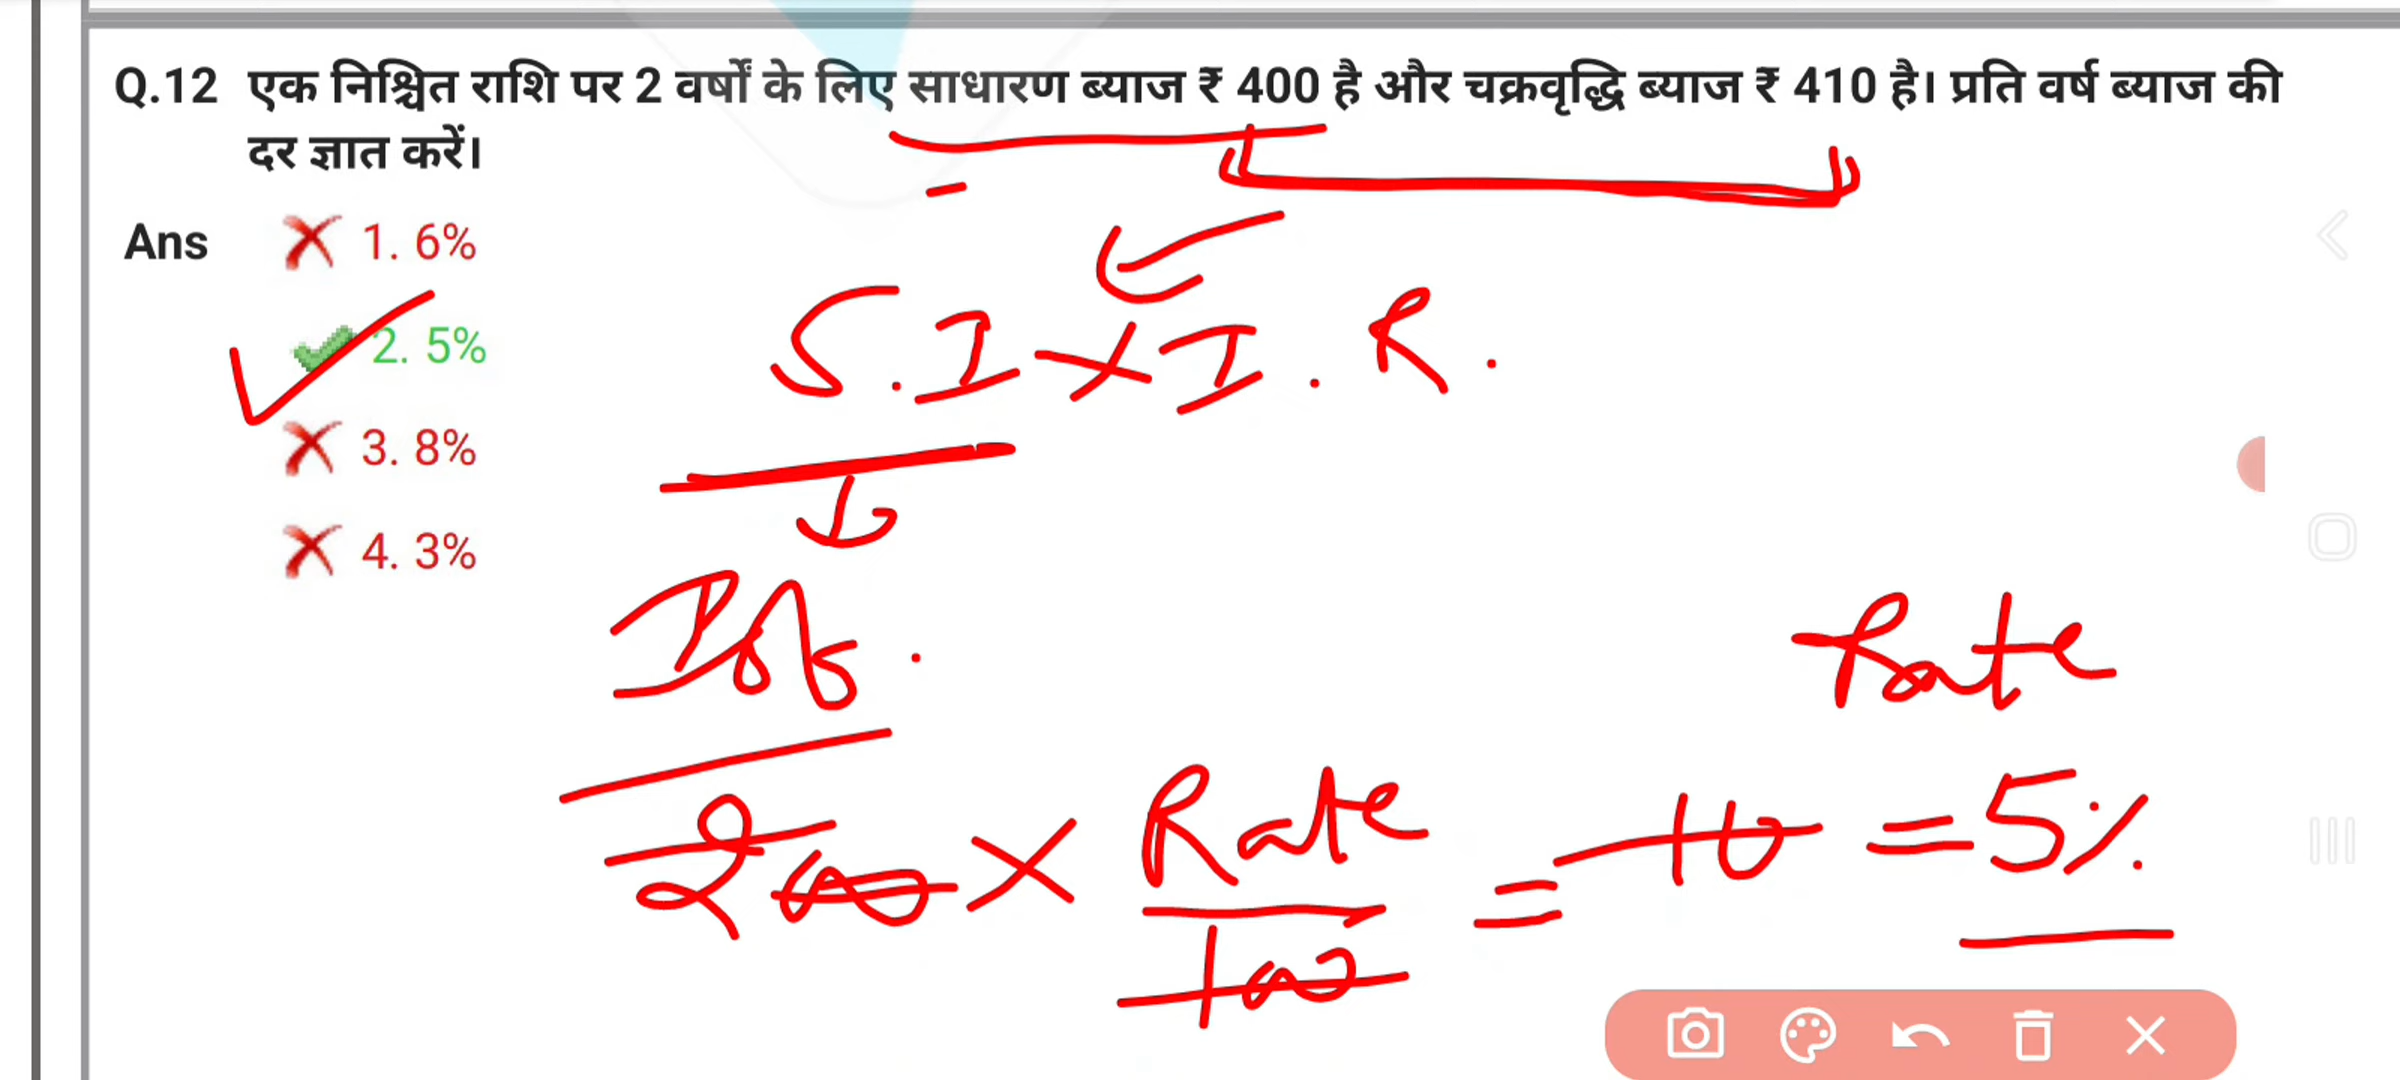 Q.12 एक निश्चित राशि पर 2 वर्षों के लिए साधारण ब्याज ₹ 400 है और चक्रवृद्धि ब्याज ₹ 410 है। प्रति वर्ष ब्याज की
दर ज्ञात करें।
Ans 1. 6%
2. 5%
3. 8%
4. 3%
S.I × I.R.
Rate
200 × Rate/100 = 10 = 5%